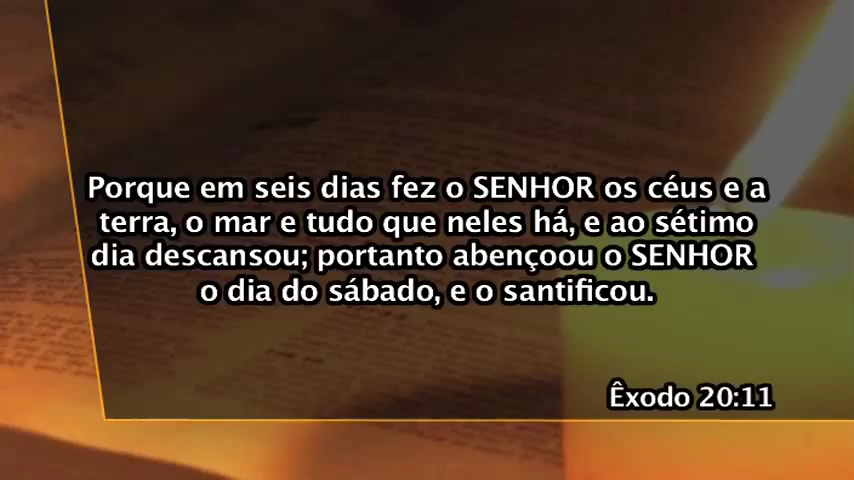 Porque em seis dias fez o SENHOR os céus e a
terra, o mar e tudo que neles há, e ao sétimo
dia descansou; portanto abençoou o SENHOR
o dia do sábado, e o santificou.
Êxodo 20:11